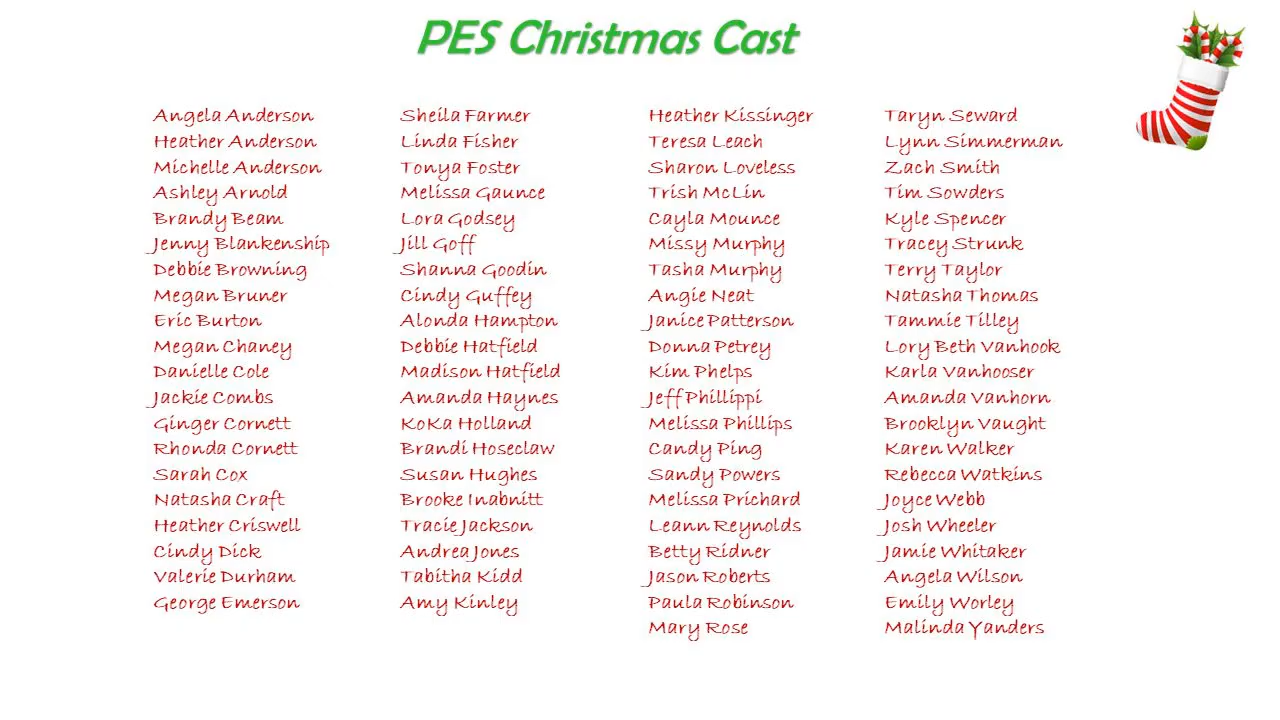 PES Christmas Cast
Angela Anderson
Heather Anderson
Michelle Anderson
Ashley Arnold
Brandy Beam
Jenny Blankenship
Debbie Browning
Megan Bruner
Eric Burton
Megan Chaney
Danielle Cole
Jackie Combs
Ginger Cornett
Rhonda Cornett
Sarah Cox
Natasha Craft
Heather Criswell
Cindy Dick
Valerie Durham
George Emerson
Sheila Farmer
Linda Fisher
Tonya Foster
Melissa Gaunce
Lora Godsey
Jill Goff
Shanna Goodin
Cindy Guffey
Alonda Hampton
Debbie Hatfield
Madison Hatfield
Amanda Haynes
KoKa Holland
Brandi Hoseclaw
Susan Hughes
Brooke Inabnitt
Tracie Jackson
Andrea Jones
Tabitha Kidd
Amy Kinley
Heather Kissinger
Teresa Leach
Sharon Loveless
Trish McLin
Cayla Mounce
Missy Murphy
Tasha Murphy
Angie Neat
Janice Patterson
Donna Petrey
Kim Phelps
Jeff Phillippi
Melissa Phillips
Candy Ping
Sandy Powers
Melissa Prichard
Leann Reynolds
Betty Ridner
Jason Roberts
Paula Robinson
Mary Rose
Taryn Seward
Lynn Simmerman
Zach Smith
Tim Sowders
Kyle Spencer
Tracey Strunk
Terry Taylor
Natasha Thomas
Tammie Tilley
Lory Beth Vanhook
Karla Vanhooser
Amanda Vanhorn
Brooklyn Vaught
Karen Walker
Rebecca Watkins
Joyce Webb
Josh Wheeler
Jamie Whitaker
Angela Wilson
Emily Worley
Malinda Yanders